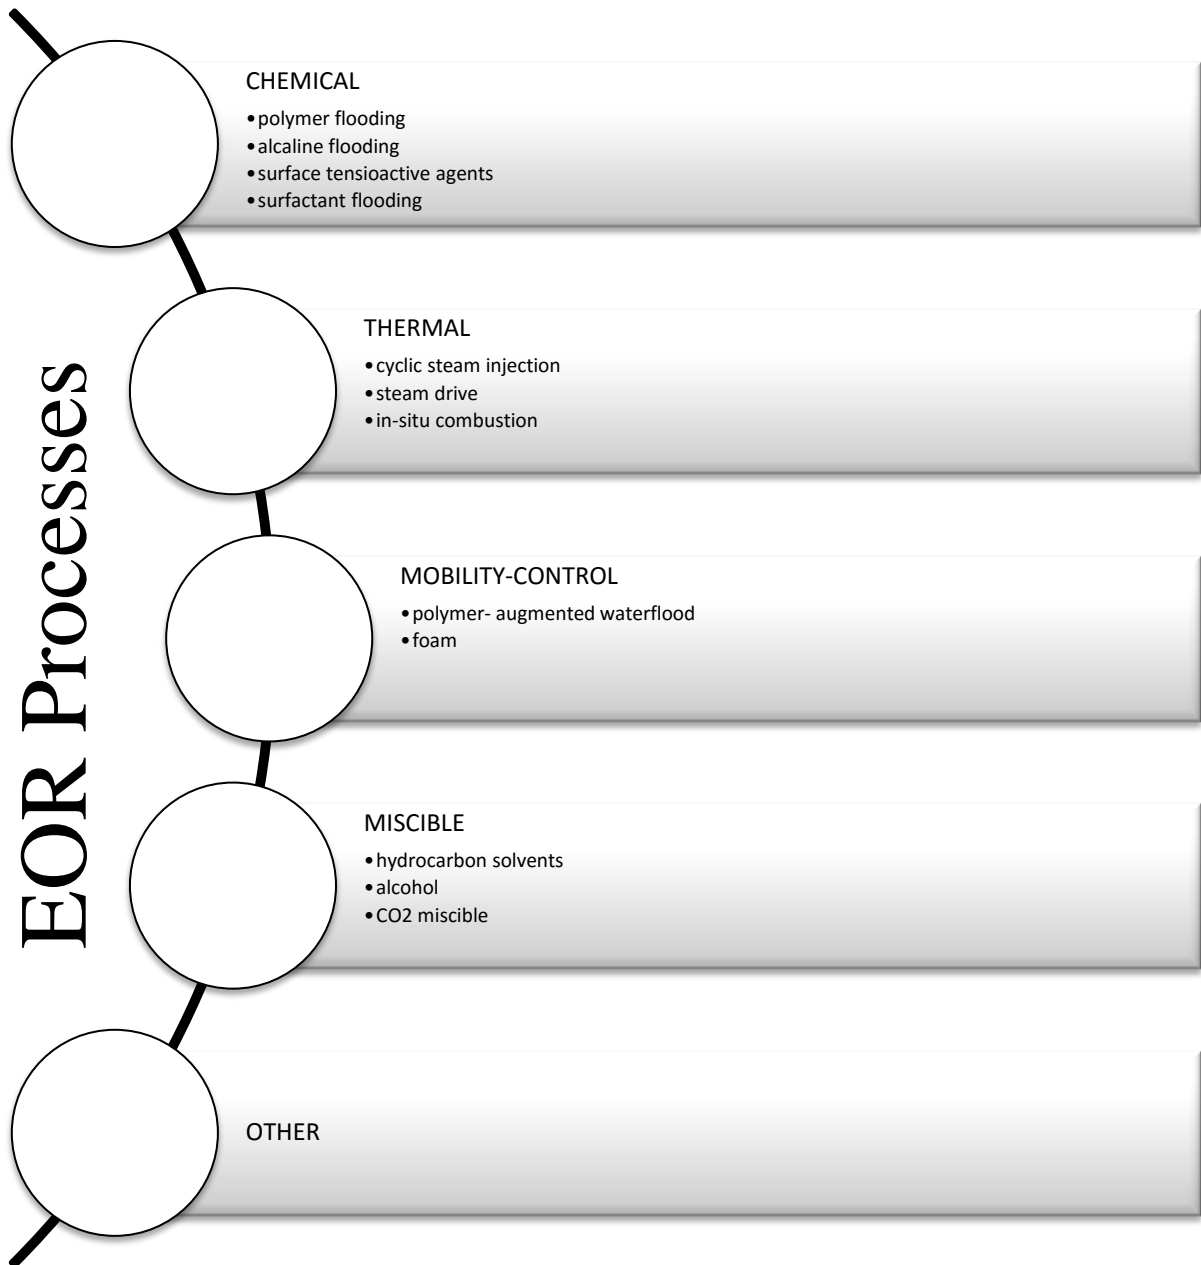 EOR Processes
CHEMICAL
•polymer flooding
•alcaline flooding
•surface tensioactive agents
•surfactant flooding
THERMAL
•cyclic steam injection
•steam drive
•in-situ combustion
MOBILITY-CONTROL
•polymer- augmented waterflood
•foam
MISCIBLE
•hydrocarbon solvents
•alcohol
•CO2 miscible
OTHER